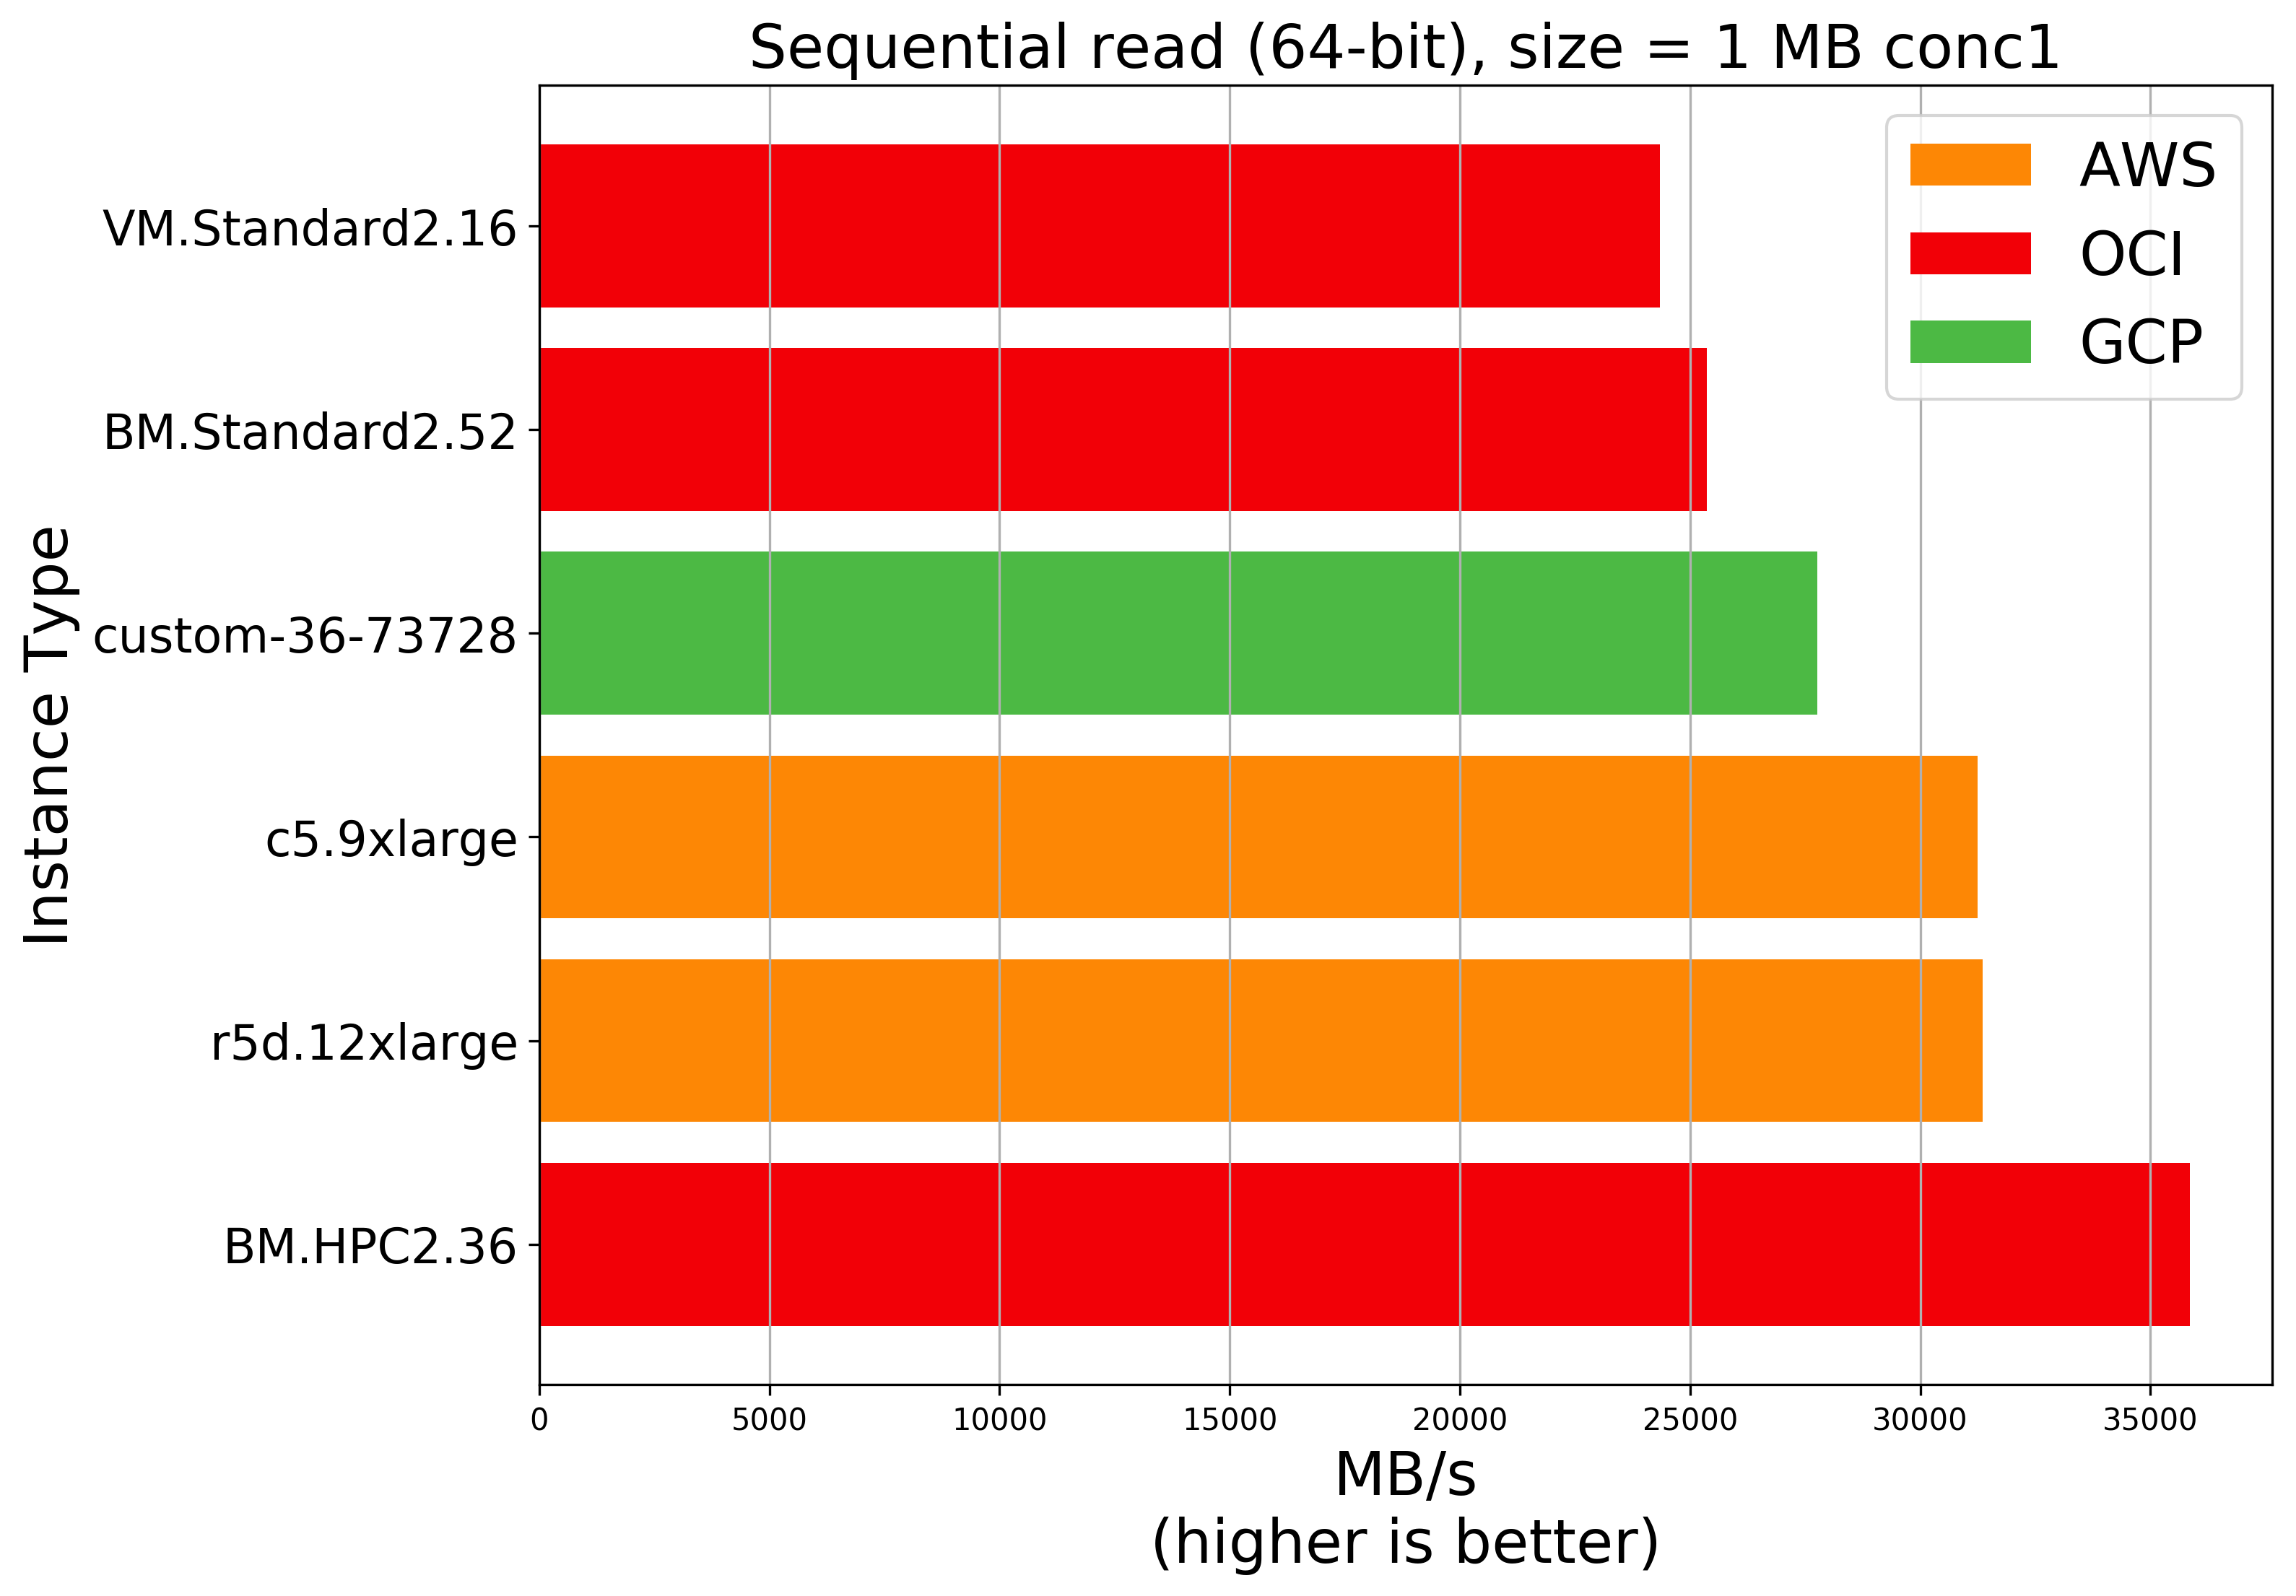 Sequential read (64-bit), size = 1 MB conc1
AWS
OCI
GCP
Instance Type
VM.Standard2.16
BM.Standard2.52
custom-36-73728
c5.9xlarge
r5d.12xlarge
BM.HPC2.36
0 5000 10000 15000 20000 25000 30000 35000
MB/s
(higher is better)